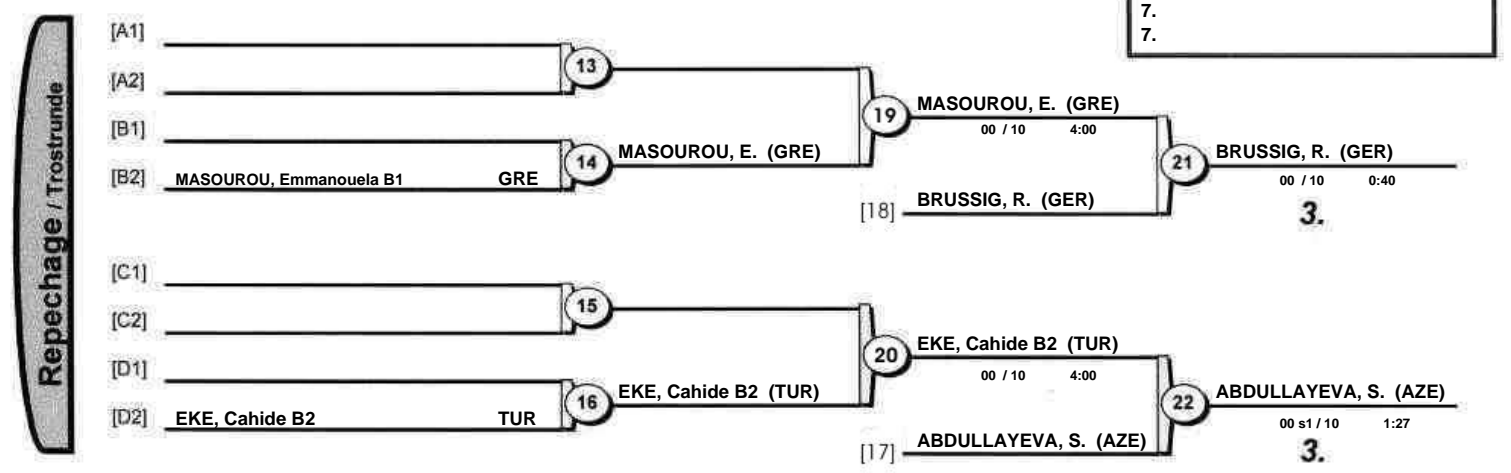 7.
7.
Repechage / Trostrunde
[A1]
[A2]
13
[B1]
[B2] MASOUROU, Emmanouela B1 GRE
14
MASOUROU, E. (GRE)
19
MASOUROU, E. (GRE)
00 / 10 4:00
[18] BRUSSIG, R. (GER)
21
BRUSSIG, R. (GER)
00 / 10 0:40
3.
[C1]
[C2]
15
[D1]
[D2] EKE, Cahide B2 TUR
16
EKE, Cahide B2 (TUR)
20
EKE, Cahide B2 (TUR)
00 / 10 4:00
[17] ABDULLAYEVA, S. (AZE)
22
ABDULLAYEVA, S. (AZE)
00 s1 / 10 1:27
3.